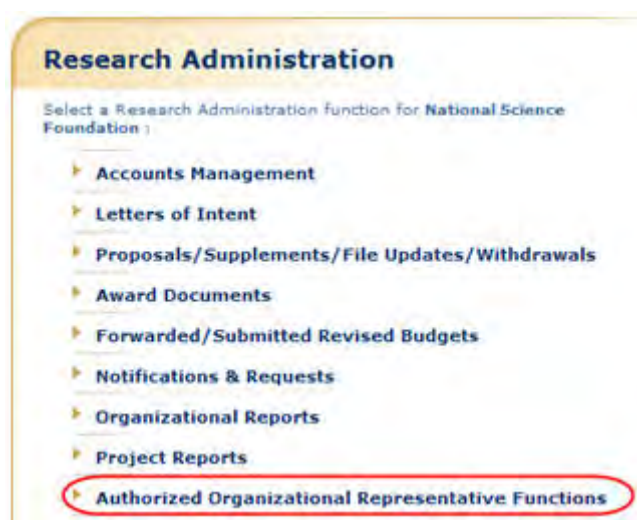 Research Administration
Select a Research Administration function for National Science
Foundation :
Accounts Management
Letters of Intent
Proposals/Supplements/File Updates/Withdrawals
Award Documents
Forwarded/Submitted Revised Budgets
Notifications & Requests
Organizational Reports
Project Reports
Authorized Organizational Representative Functions